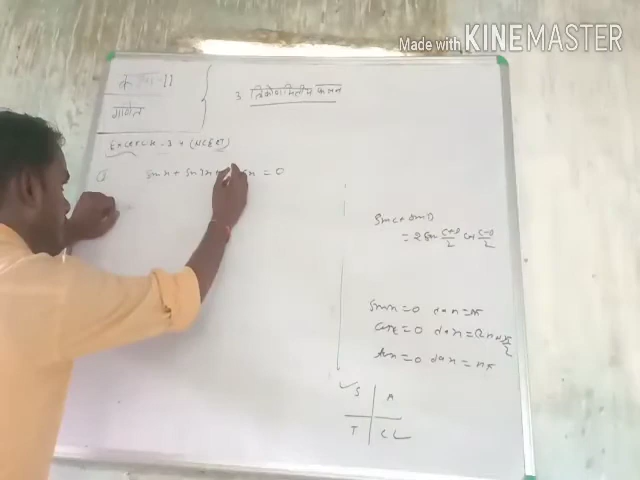 Made with KINEMASTER
कक्षा-11
गणित
3 त्रिकोणमितीय फलन
Exercise - 3.4 (NCERT)
sin x + sin 3x + 5x = 0
sin C + sin D
= 2 sin C+D/2 cos C-D/2
sin x = 0 x = nπ
cos x = 0 x = (2n+1) π/2
tan x = 0 x = nπ
S A
T C